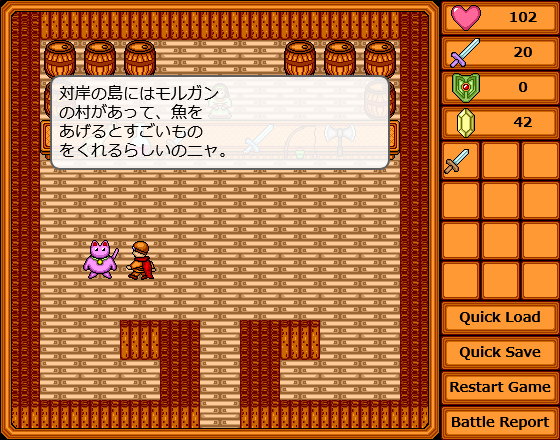 対岸の島にはモルガン
の村があって、魚を
あげるとすごいもの
をくれるらしいのニャ。
102
20
0
42
Quick Load
Quick Save
Restart Game
Battle Report